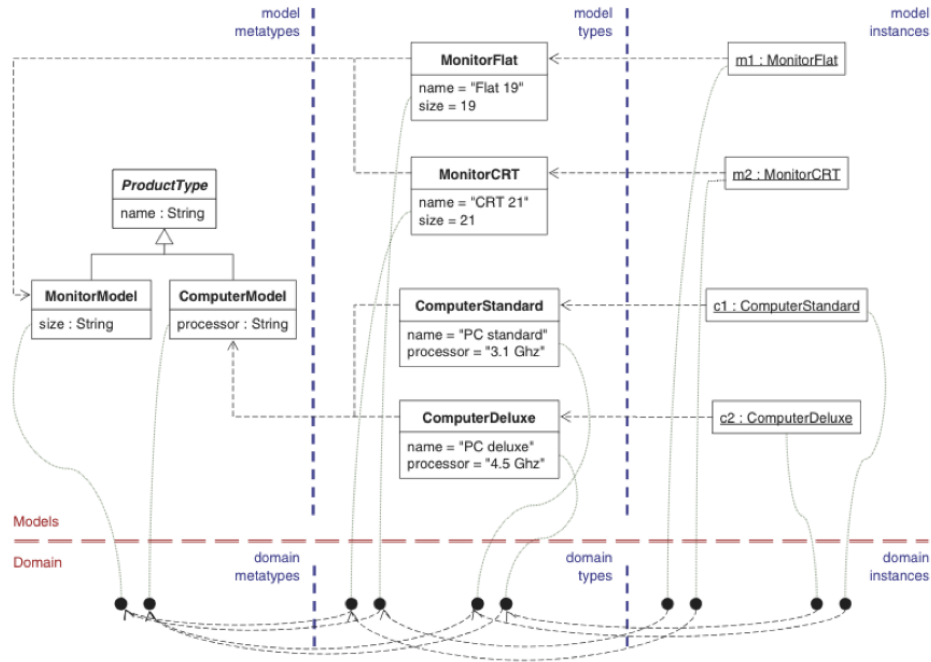 model
metatypes
model
types
model
instances
MonitorFlat
name = "Flat 19"
size = 19
m1 : MonitorFlat
MonitorCRT
name = "CRT 21"
size = 21
m2 : MonitorCRT
ProductType
name : String
MonitorModel
size : String
ComputerModel
processor : String
ComputerStandard
name = "PC standard"
processor = "3.1 Ghz"
c1 : ComputerStandard
ComputerDeluxe
name = "PC deluxe"
processor = "4.5 Ghz"
c2 : ComputerDeluxe
Models
Domain
domain
metatypes
domain
types
domain
instances